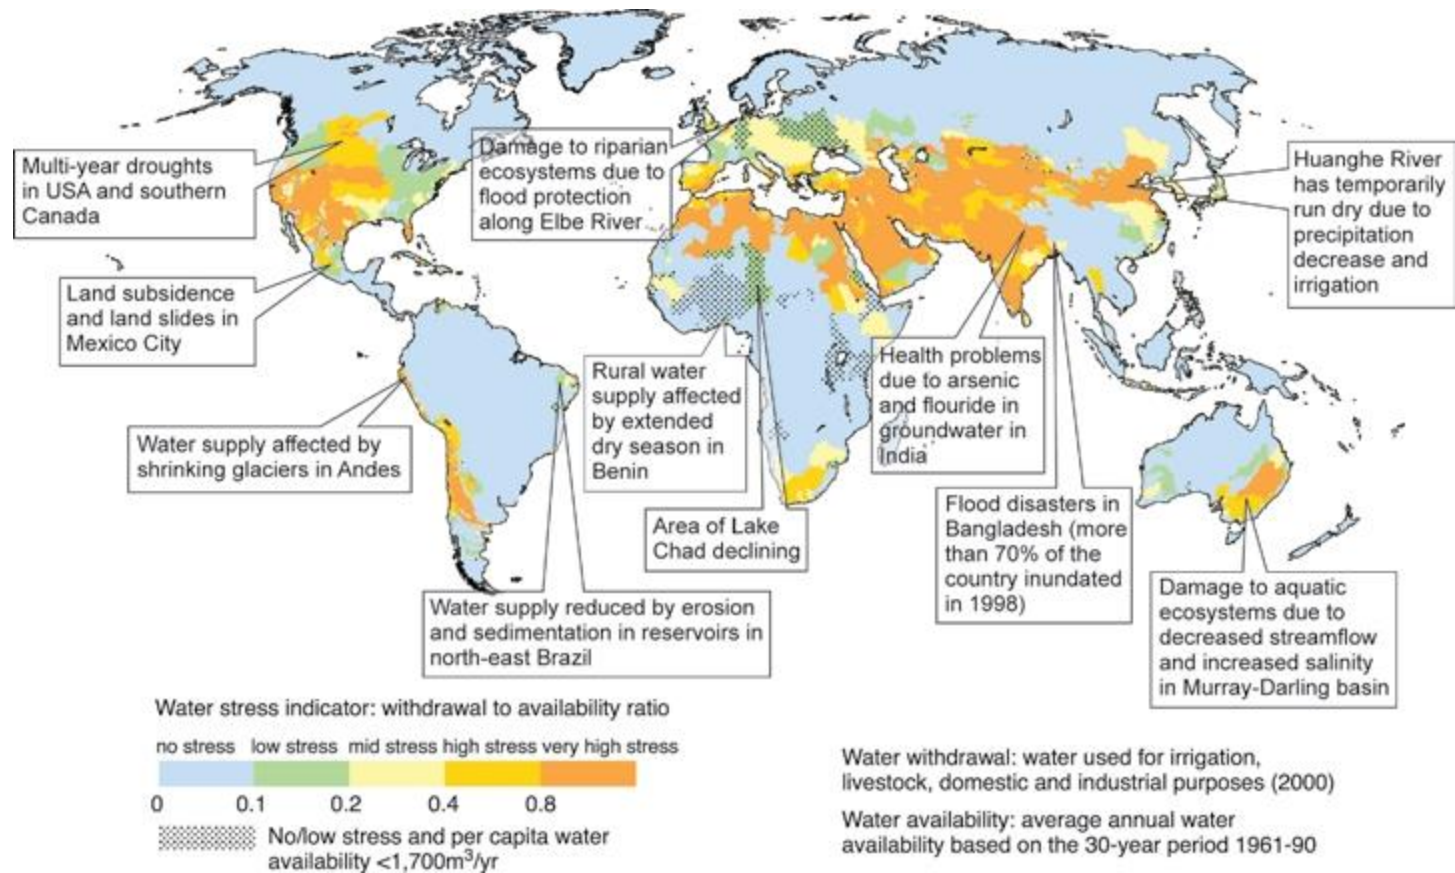 Multi-year droughts
in USA and southern
Canada
Damage to riparian
ecosystems due to
flood protection
along Elbe River
Huanghe River
has temporarily
run dry due to
precipitation
decrease and
irrigation
Land subsidence
and land slides in
Mexico City
Rural water
supply affected
by extended
dry season in
Benin
Health problems
due to arsenic
and flouride in
groundwater in
India
Water supply affected by
shrinking glaciers in Andes
Area of Lake
Chad declining
Flood disasters in
Bangladesh (more
than 70% of the
country inundated
in 1998)
Damage to aquatic
ecosystems due to
decreased streamflow
and increased salinity
in Murray-Darling basin
Water supply reduced by erosion
and sedimentation in reservoirs in
north-east Brazil
Water stress indicator: withdrawal to availability ratio
no stress low stress mid stress high stress very high stress
0 0.1 0.2 0.4 0.8
No/low stress and per capita water
availability <1,700m³/yr
Water withdrawal: water used for irrigation,
livestock, domestic and industrial purposes (2000)
Water availability: average annual water
availability based on the 30-year period 1961-90